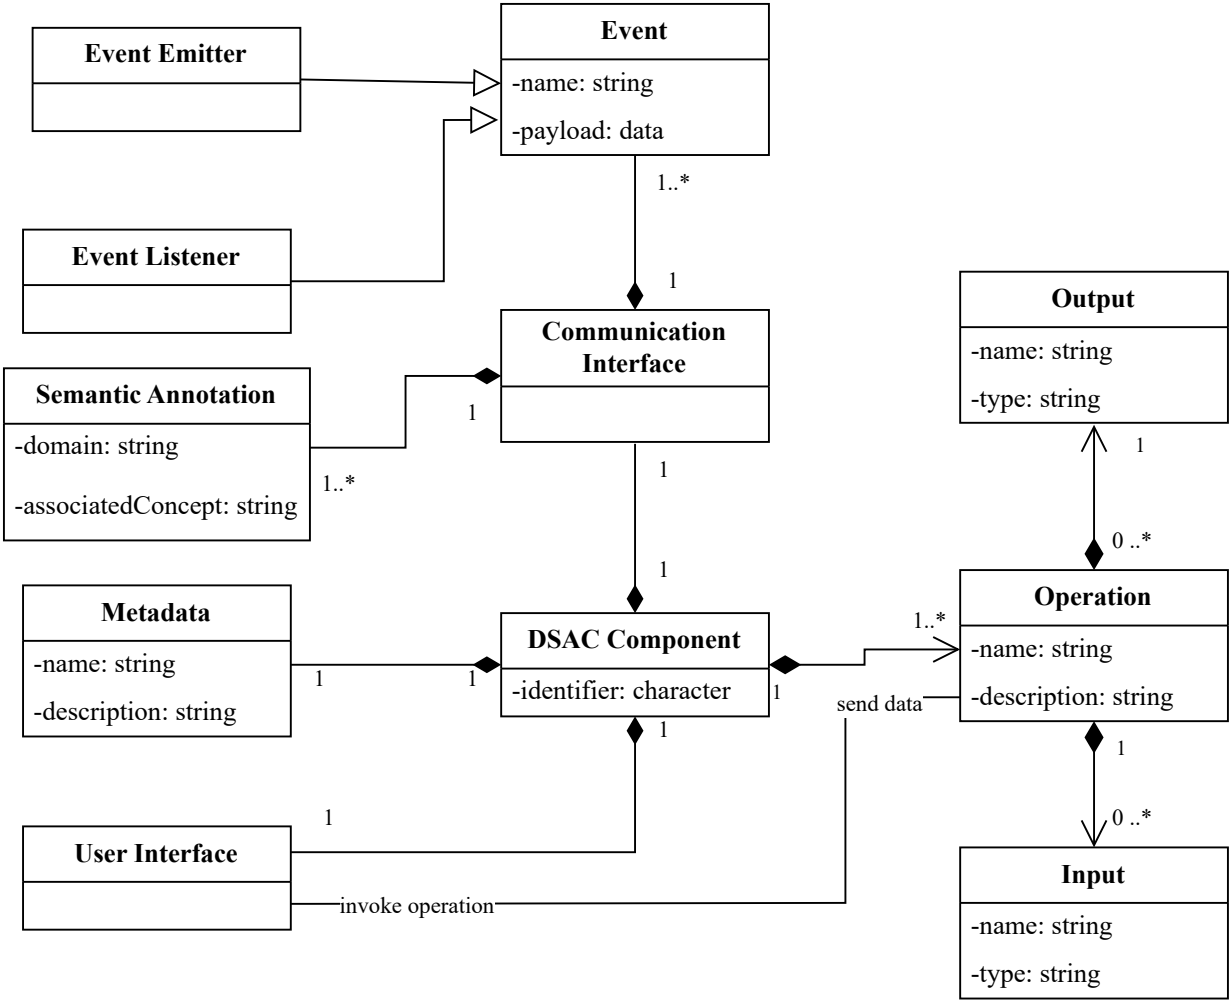 Event Emitter
Event
-name: string
-payload: data
1..*
Event Listener
1
Communication
Interface
Output
-name: string
-type: string
Semantic Annotation
-domain: string
-associatedConcept: string
1
1..*
1
1
1
0 ..*
Metadata
-name: string
-description: string
1
1
DSAC Component
-identifier: character
1
1
1..*
Operation
-name: string
-description: string
send data
1
0 ..*
1
User Interface
invoke operation
Input
-name: string
-type: string